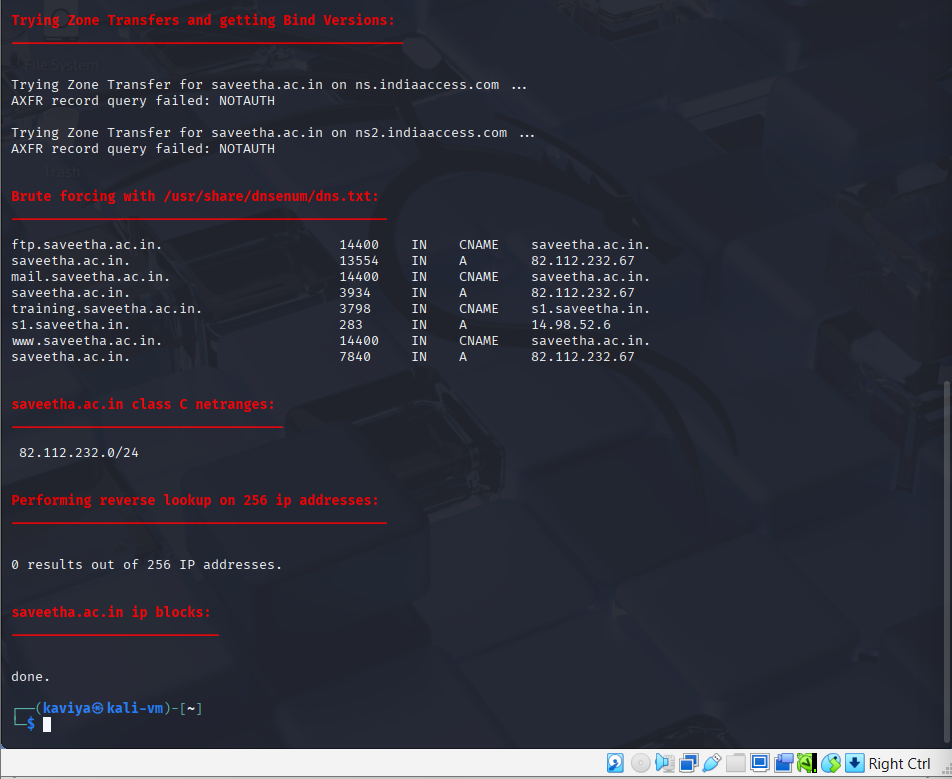 Trying Zone Transfers and getting Bind Versions:
File System
Trying Zone Transfer for saveetha.ac.in on ns.indiaaccess.com ...
AXFR record query failed: NOTAUTH
Trying Zone Transfer for saveetha.ac.in on ns2.indiaaccess.com ...
AXFR record query failed: NOTAUTH
Trash
Brute forcing with /usr/share/dnsenum/dns.txt:
ftp.saveetha.ac.in. 14400 IN CNAME saveetha.ac.in.
saveetha.ac.in. 13554 IN A 82.112.232.67
mail.saveetha.ac.in. 14400 IN CNAME saveetha.ac.in.
saveetha.ac.in. 3934 IN A 82.112.232.67
training.saveetha.ac.in. 3798 IN CNAME s1.saveetha.in.
s1.saveetha.in. 283 IN A 14.98.52.6
www.saveetha.ac.in. 14400 IN CNAME saveetha.ac.in.
saveetha.ac.in. 7840 IN A 82.112.232.67
saveetha.ac.in class C netranges:
82.112.232.0/24
Performing reverse lookup on 256 ip addresses:
0 results out of 256 IP addresses.
saveetha.ac.in ip blocks:
done.
┌──(kaviya㉿kali-vm)-[~]
└─$
Right Ctrl